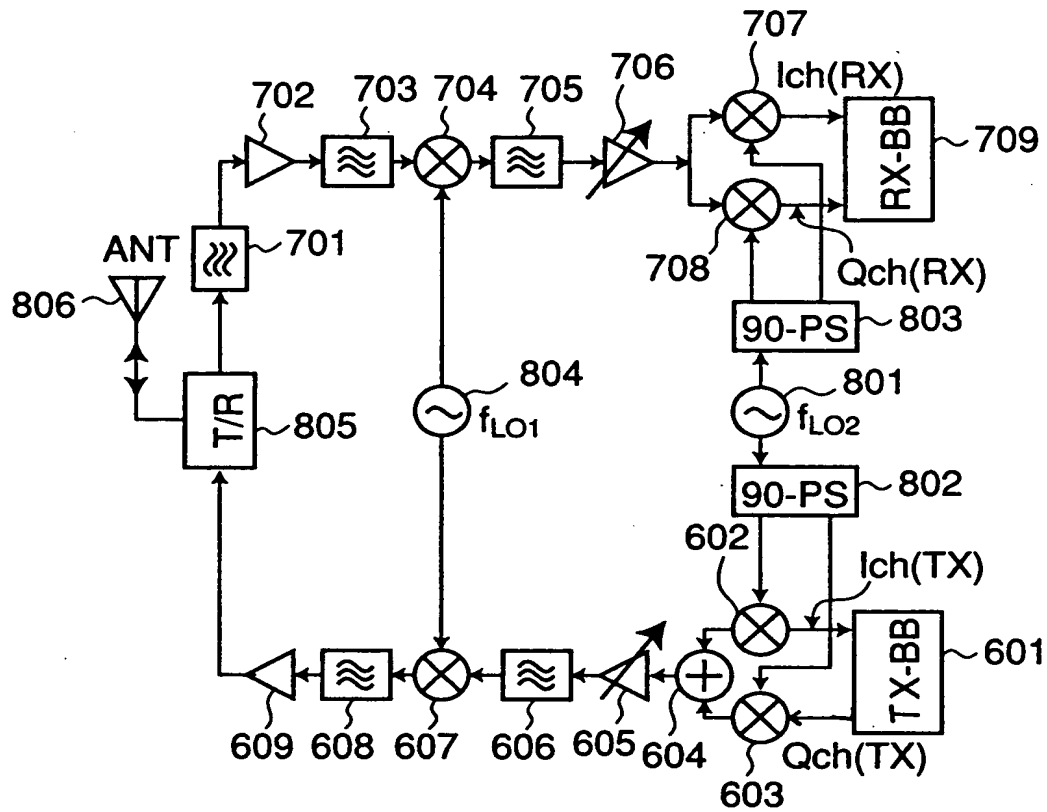 707
Ich(RX)
702
703
704
705
706
RX-BB
709
ANT
701
708
Qch(RX)
806
90-PS
803
804
801
T/R
805
fLO1
fLO2
90-PS
802
602
Ich(TX)
TX-BB
601
609
608
607
606
605
604
603
Qch(TX)